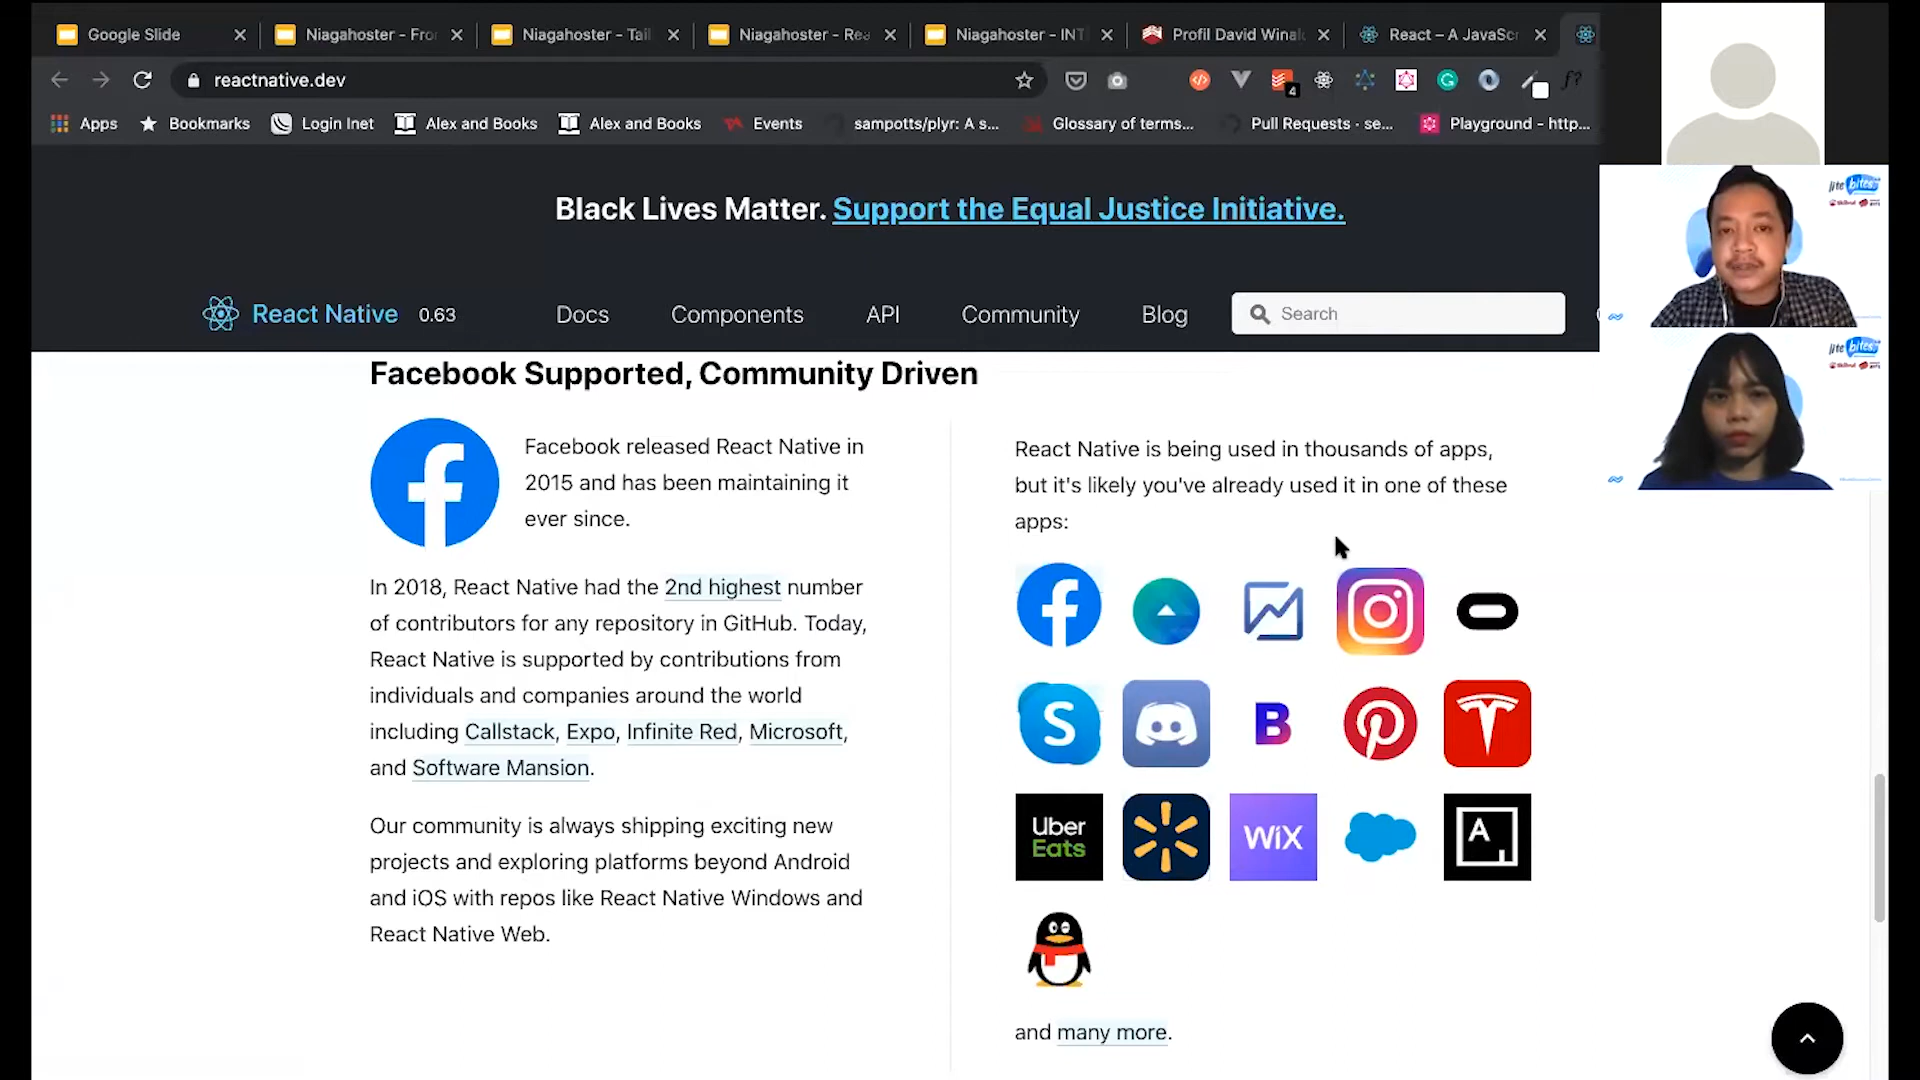 Google Slide
Niagahoster - Fro
Niagahoster - Tail
Niagahoster - Rea
Niagahoster - INT
Profil David Winal
React – A JavaScr
reactnative.dev
4
f?
Apps
Bookmarks
Login Inet
Alex and Books
Alex and Books
Events
sampotts/plyr: A s...
Glossary of terms...
Pull Requests · se...
Playground - http...
Black Lives Matter. Support the Equal Justice Initiative.
React Native 0.63
Docs
Components
API
Community
Blog
Search
lite bites
lite bites
Facebook Supported, Community Driven
Facebook released React Native in
2015 and has been maintaining it
ever since.
In 2018, React Native had the 2nd highest number
of contributors for any repository in GitHub. Today,
React Native is supported by contributions from
individuals and companies around the world
including Callstack, Expo, Infinite Red, Microsoft,
and Software Mansion.
Our community is always shipping exciting new
projects and exploring platforms beyond Android
and iOS with repos like React Native Windows and
React Native Web.
React Native is being used in thousands of apps,
but it's likely you've already used it in one of these
apps:
Uber
Eats
WiX
and many more.